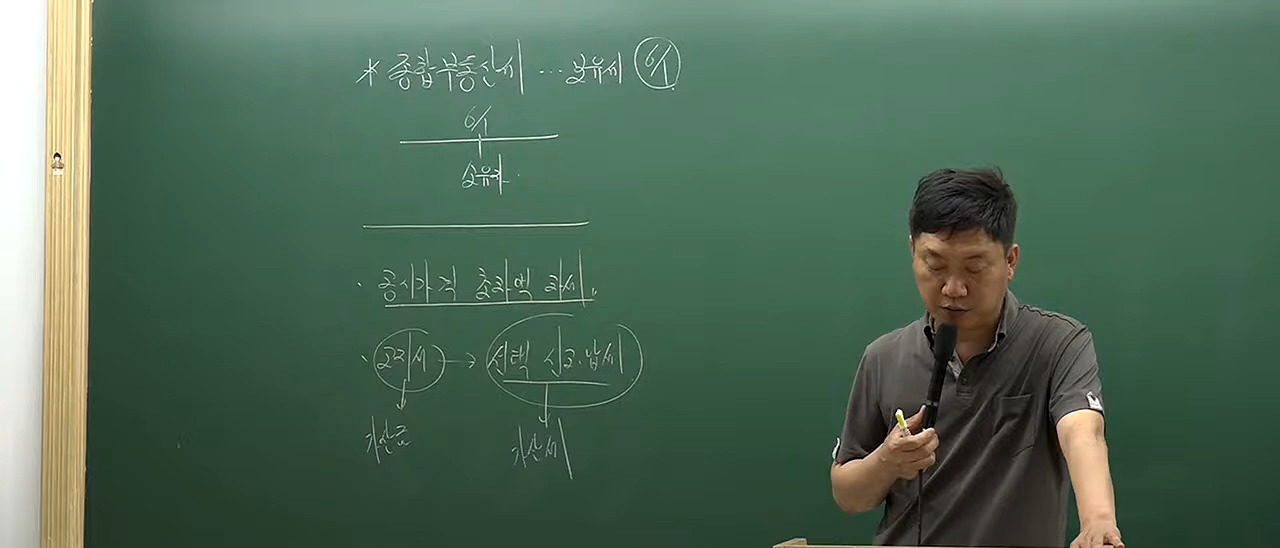 * 종합부동산세 … 보유세 6/1
6/1
소유자
· 공시가격 초과액 과세.
· 고지서 → 선택 신고·납세
가산금 가산세